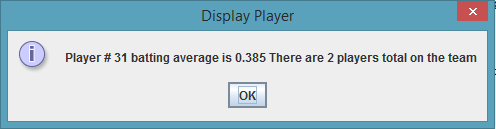 Display Player
Player # 31 batting average is 0.385 There are 2 players total on the team
OK